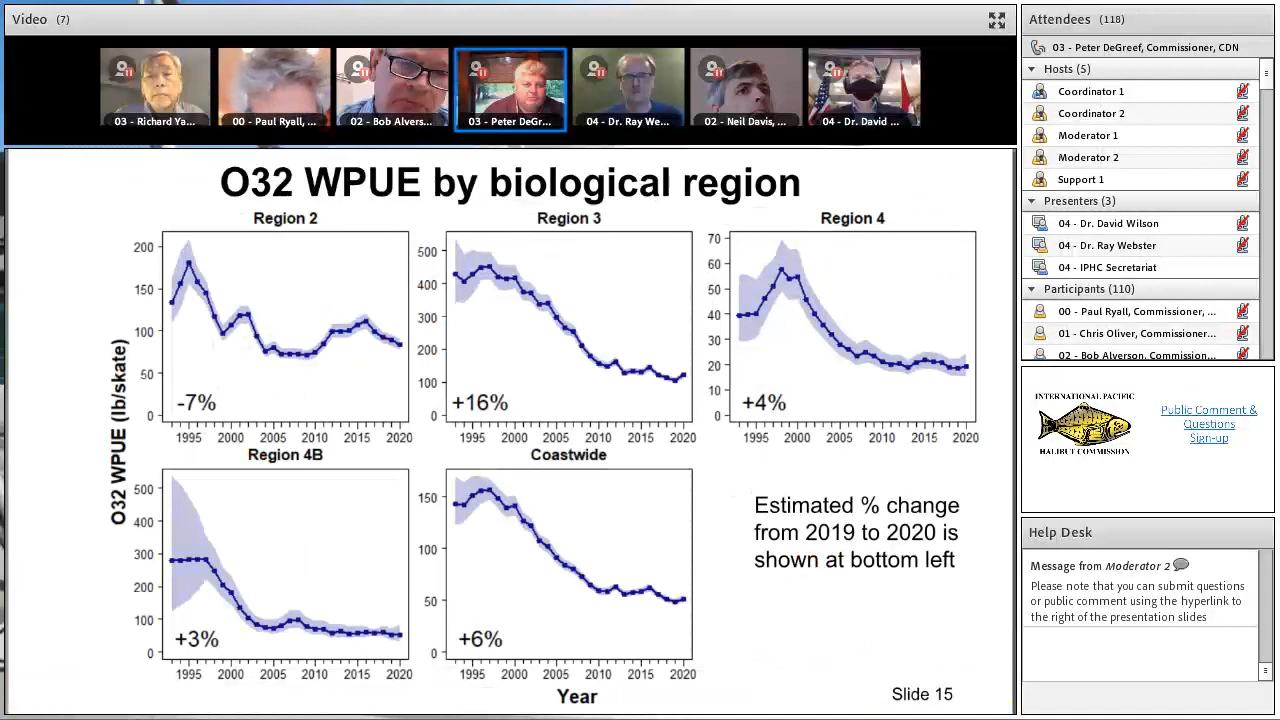 Video (7)
03 - Richard Ya...
00 - Paul Ryall, ...
02 - Bob Alvers...
03 - Peter DeGr...
04 - Dr. Ray We...
02 - Neil Davis, ...
04 - Dr. David ...
O32 WPUE by biological region
Region 2
200
150
100
50
0
-7%
1995 2000 2005 2010 2015 2020
Region 3
500
400
300
200
100
0
+16%
1995 2000 2005 2010 2015 2020
Region 4
70
60
50
40
30
20
10
0
+4%
1995 2000 2005 2010 2015 2020
O32 WPUE (lb/skate)
Region 4B
500
400
300
200
100
0
+3%
1995 2000 2005 2010 2015 2020
Coastwide
150
100
50
0
+6%
1995 2000 2005 2010 2015 2020
Year
Estimated % change
from 2019 to 2020 is
shown at bottom left
Slide 15
Attendees (118)
03 - Peter DeGreef, Commissioner, CDN
Hosts (5)
Coordinator 1
Coordinator 2
Moderator 1
Moderator 2
Support 1
Presenters (3)
04 - Dr. David Wilson
04 - Dr. Ray Webster
04 - IPHC Secretariat
Participants (110)
00 - Paul Ryall, Commissioner, ...
01 - Chris Oliver, Commissioner...
02 - Bob Alverson, Commission...
INTERNATIONAL PACIFIC
HALIBUT COMMISSION
Public Comment &
Questions
Sign-up
Help Desk
Message from Moderator 2
Please note that you can submit questions
or public comment using the hyperlink to
the right of the presentation slides